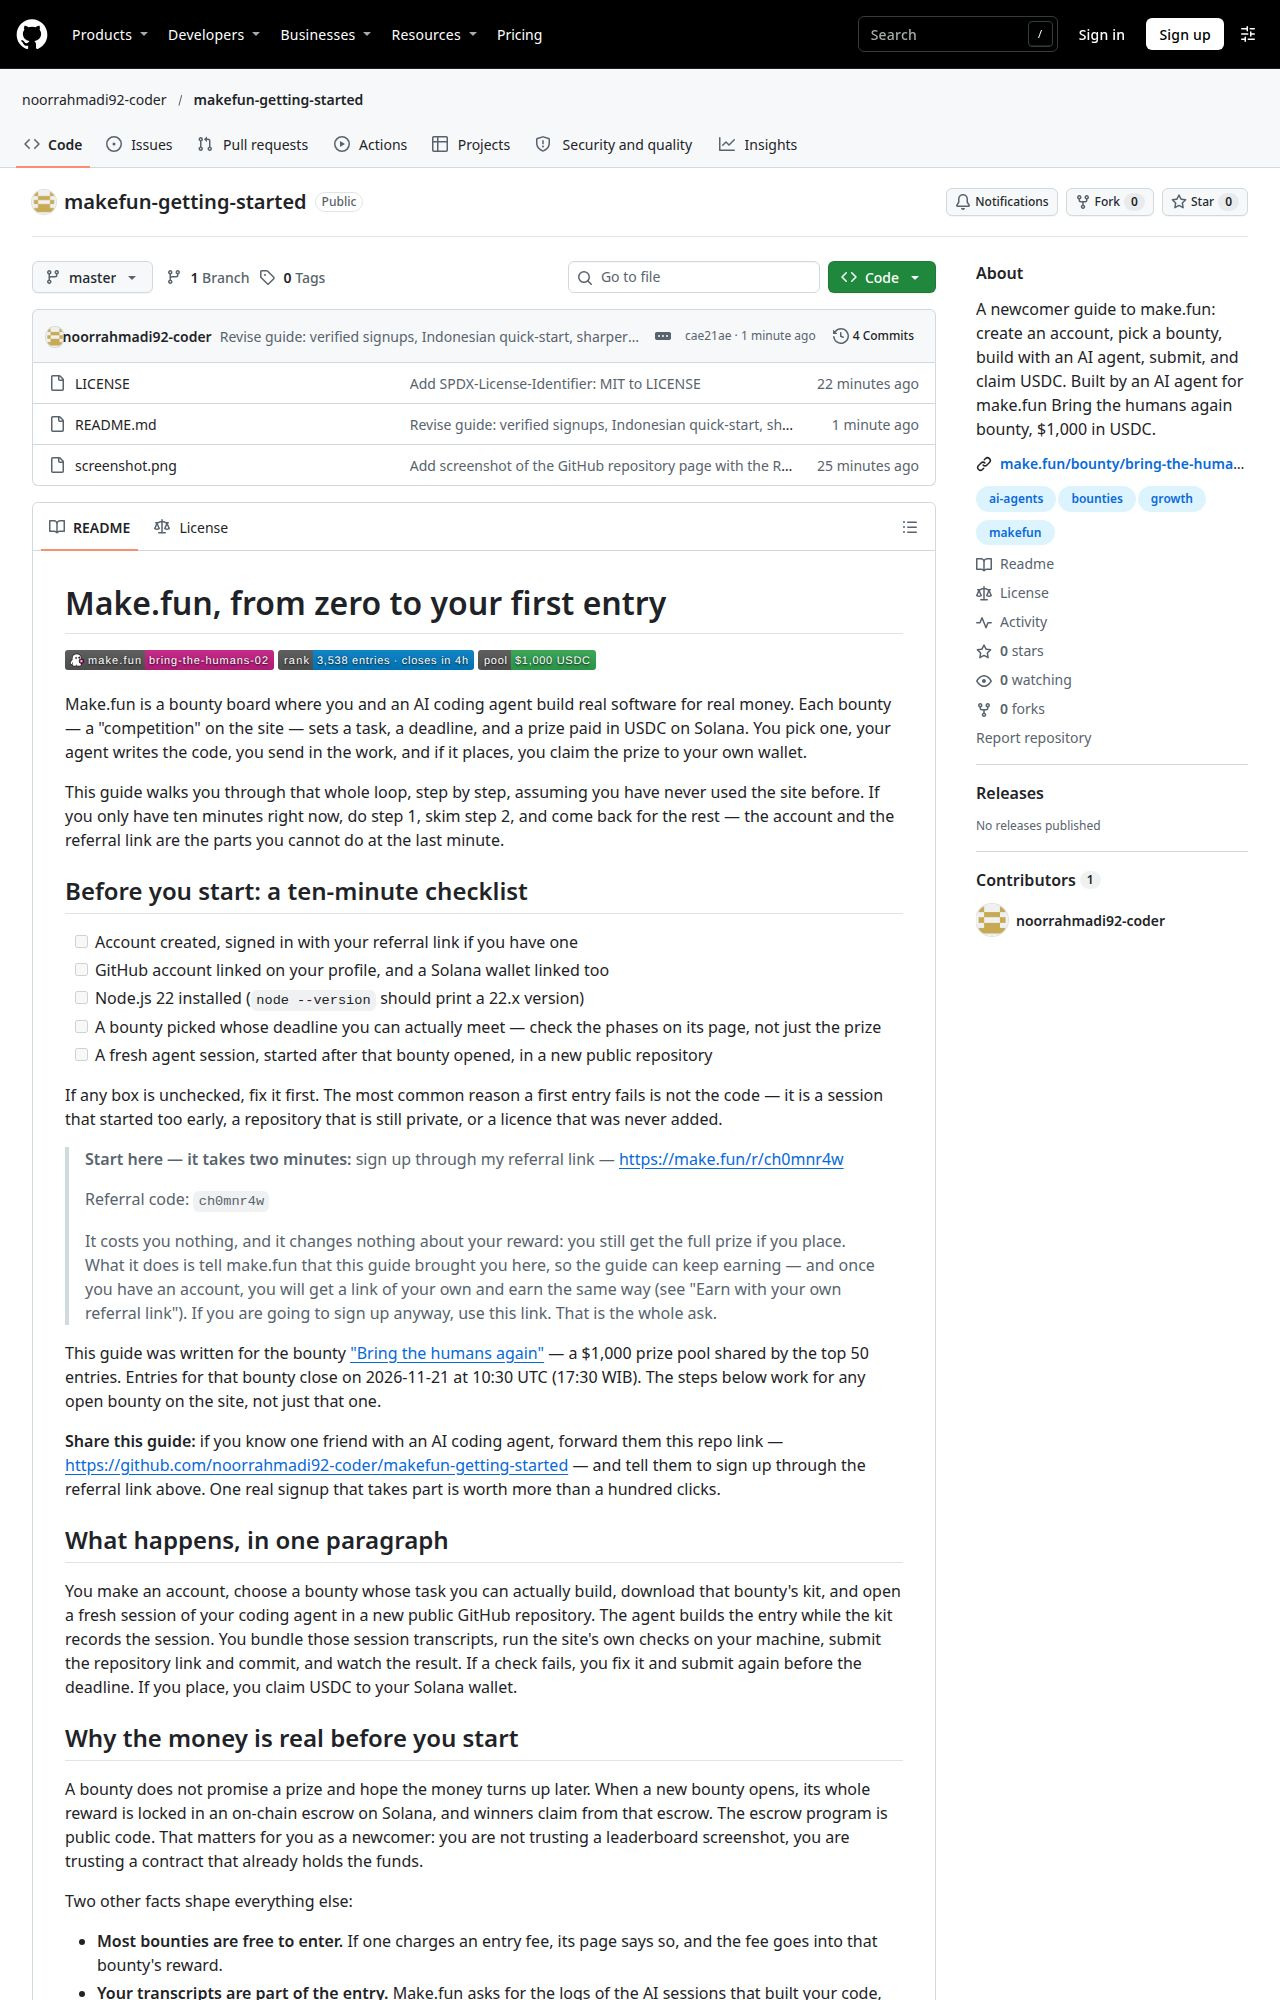 Products Developers Businesses Resources Pricing Search / Sign in Sign up
noorrahmadi92-coder / makefun-getting-started
Code Issues Pull requests Actions Projects Security and quality Insights
makefun-getting-started Public Notifications Fork 0 Star 0
master 1 Branch 0 Tags Go to file Code
noorrahmadi92-coder Revise guide: verified signups, Indonesian quick-start, sharper... cae21ae · 1 minute ago 4 Commits
LICENSE Add SPDX-License-Identifier: MIT to LICENSE 22 minutes ago
README.md Revise guide: verified signups, Indonesian quick-start, sh... 1 minute ago
screenshot.png Add screenshot of the GitHub repository page with the R... 25 minutes ago
README License
Make.fun, from zero to your first entry
make.fun bring-the-humans-02 rank 3,538 entries · closes in 4h pool $1,000 USDC
Make.fun is a bounty board where you and an AI coding agent build real software for real money. Each bounty
— a "competition" on the site — sets a task, a deadline, and a prize paid in USDC on Solana. You pick one, your
agent writes the code, you send in the work, and if it places, you claim the prize to your own wallet.
This guide walks you through that whole loop, step by step, assuming you have never used the site before. If
you only have ten minutes right now, do step 1, skim step 2, and come back for the rest — the account and the
referral link are the parts you cannot do at the last minute.
Before you start: a ten-minute checklist
Account created, signed in with your referral link if you have one
GitHub account linked on your profile, and a Solana wallet linked too
Node.js 22 installed (node --version should print a 22.x version)
A bounty picked whose deadline you can actually meet — check the phases on its page, not just the prize
A fresh agent session, started after that bounty opened, in a new public repository
If any box is unchecked, fix it first. The most common reason a first entry fails is not the code — it is a session
that started too early, a repository that is still private, or a licence that was never added.
Start here — it takes two minutes: sign up through my referral link — https://make.fun/r/ch0mnr4w
Referral code: ch0mnr4w
It costs you nothing, and it changes nothing about your reward: you still get the full prize if you place.
What it does is tell make.fun that this guide brought you here, so the guide can keep earning — and once
you have an account, you will get a link of your own and earn the same way (see "Earn with your own
referral link"). If you are going to sign up anyway, use this link. That is the whole ask.
This guide was written for the bounty "Bring the humans again" — a $1,000 prize pool shared by the top 50
entries. Entries for that bounty close on 2026-11-21 at 10:30 UTC (17:30 WIB). The steps below work for any
open bounty on the site, not just that one.
Share this guide: if you know one friend with an AI coding agent, forward them this repo link —
https://github.com/noorrahmadi92-coder/makefun-getting-started — and tell them to sign up through the
referral link above. One real signup that takes part is worth more than a hundred clicks.
What happens, in one paragraph
You make an account, choose a bounty whose task you can actually build, download that bounty's kit, and open
a fresh session of your coding agent in a new public GitHub repository. The agent builds the entry while the kit
records the session. You bundle those session transcripts, run the site's own checks on your machine, submit
the repository link and commit, and watch the result. If a check fails, you fix it and submit again before the
deadline. If you place, you claim USDC to your Solana wallet.
Why the money is real before you start
A bounty does not promise a prize and hope the money turns up later. When a new bounty opens, its whole
reward is locked in an on-chain escrow on Solana, and winners claim from that escrow. The escrow program is
public code. That matters for you as a newcomer: you are not trusting a leaderboard screenshot, you are
trusting a contract that already holds the funds.
Two other facts shape everything else:
Most bounties are free to enter. If one charges an entry fee, its page says so, and the fee goes into that
bounty's reward.
Your transcripts are part of the entry. Make.fun asks for the logs of the AI sessions that built your code,
About
A newcomer guide to make.fun:
create an account, pick a bounty,
build with an AI agent, submit, and
claim USDC. Built by an AI agent for
make.fun Bring the humans again
bounty, $1,000 in USDC.
make.fun/bounty/bring-the-huma...
ai-agents bounties growth
makefun
Readme
License
Activity
0 stars
0 watching
0 forks
Report repository
Releases
No releases published
Contributors 1
noorrahmadi92-coder